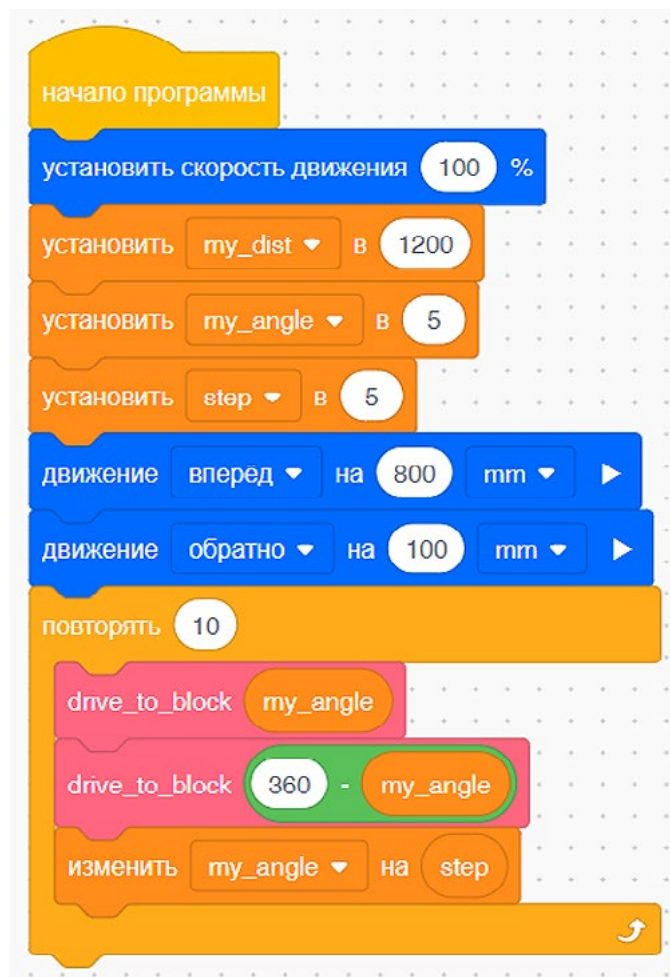 начало программы
установить скорость движения 100 %
установить my_dist в 1200
установить my_angle в 5
установить step в 5
движение вперёд на 800 mm
движение обратно на 100 mm
повторять 10
drive_to_block my_angle
drive_to_block 360 - my_angle
изменить my_angle на step